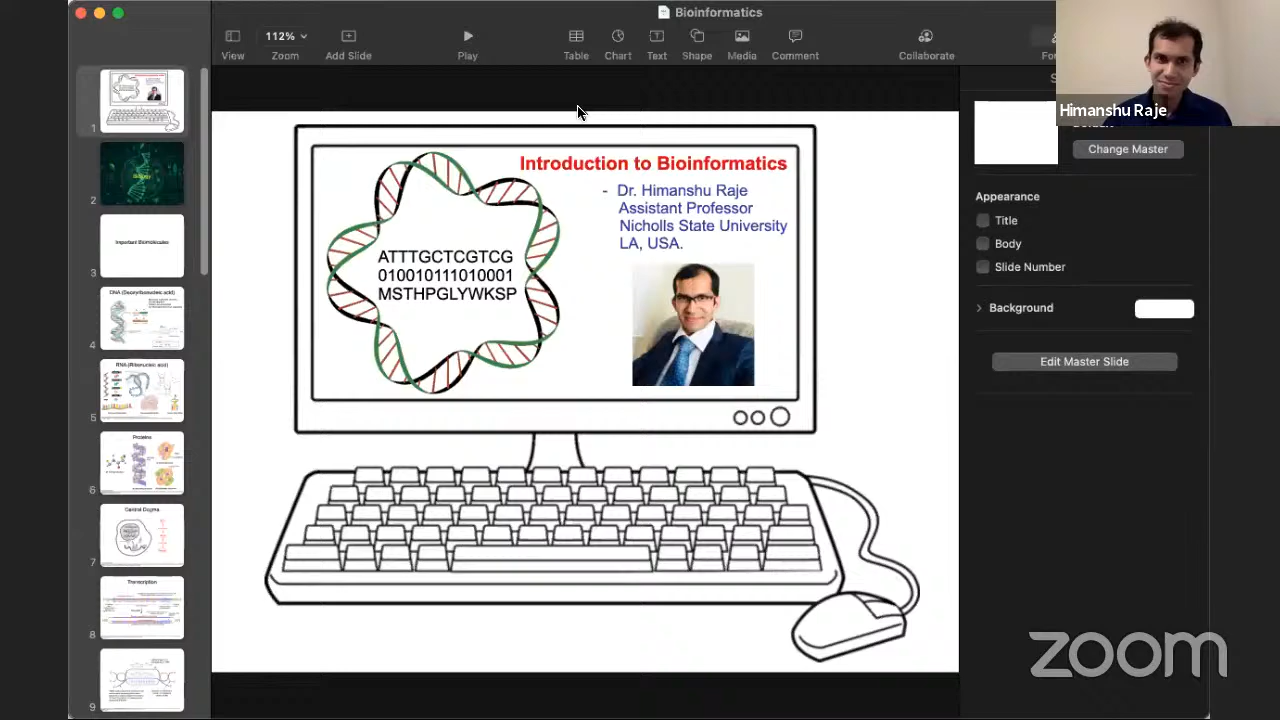 Bioinformatics
112%
View
Zoom
Add Slide
Play
Table
Chart
Text
Shape
Media
Comment
Collaborate
Himanshu Raje
Change Master
Appearance
Title
Body
Slide Number
Background
Edit Master Slide
Introduction to Bioinformatics
- Dr. Himanshu Raje
Assistant Professor
Nicholls State University
LA, USA.
ATTTGCTCGTCG
010010111010001
MSTHPGLYWKSP
1
2
3
Important Biomolecules
4
DNA (Deoxyribonucleic acid)
5
RNA (Ribonucleic acid)
6
Proteins
7
Central Dogma
8
Transcription
9
zoom